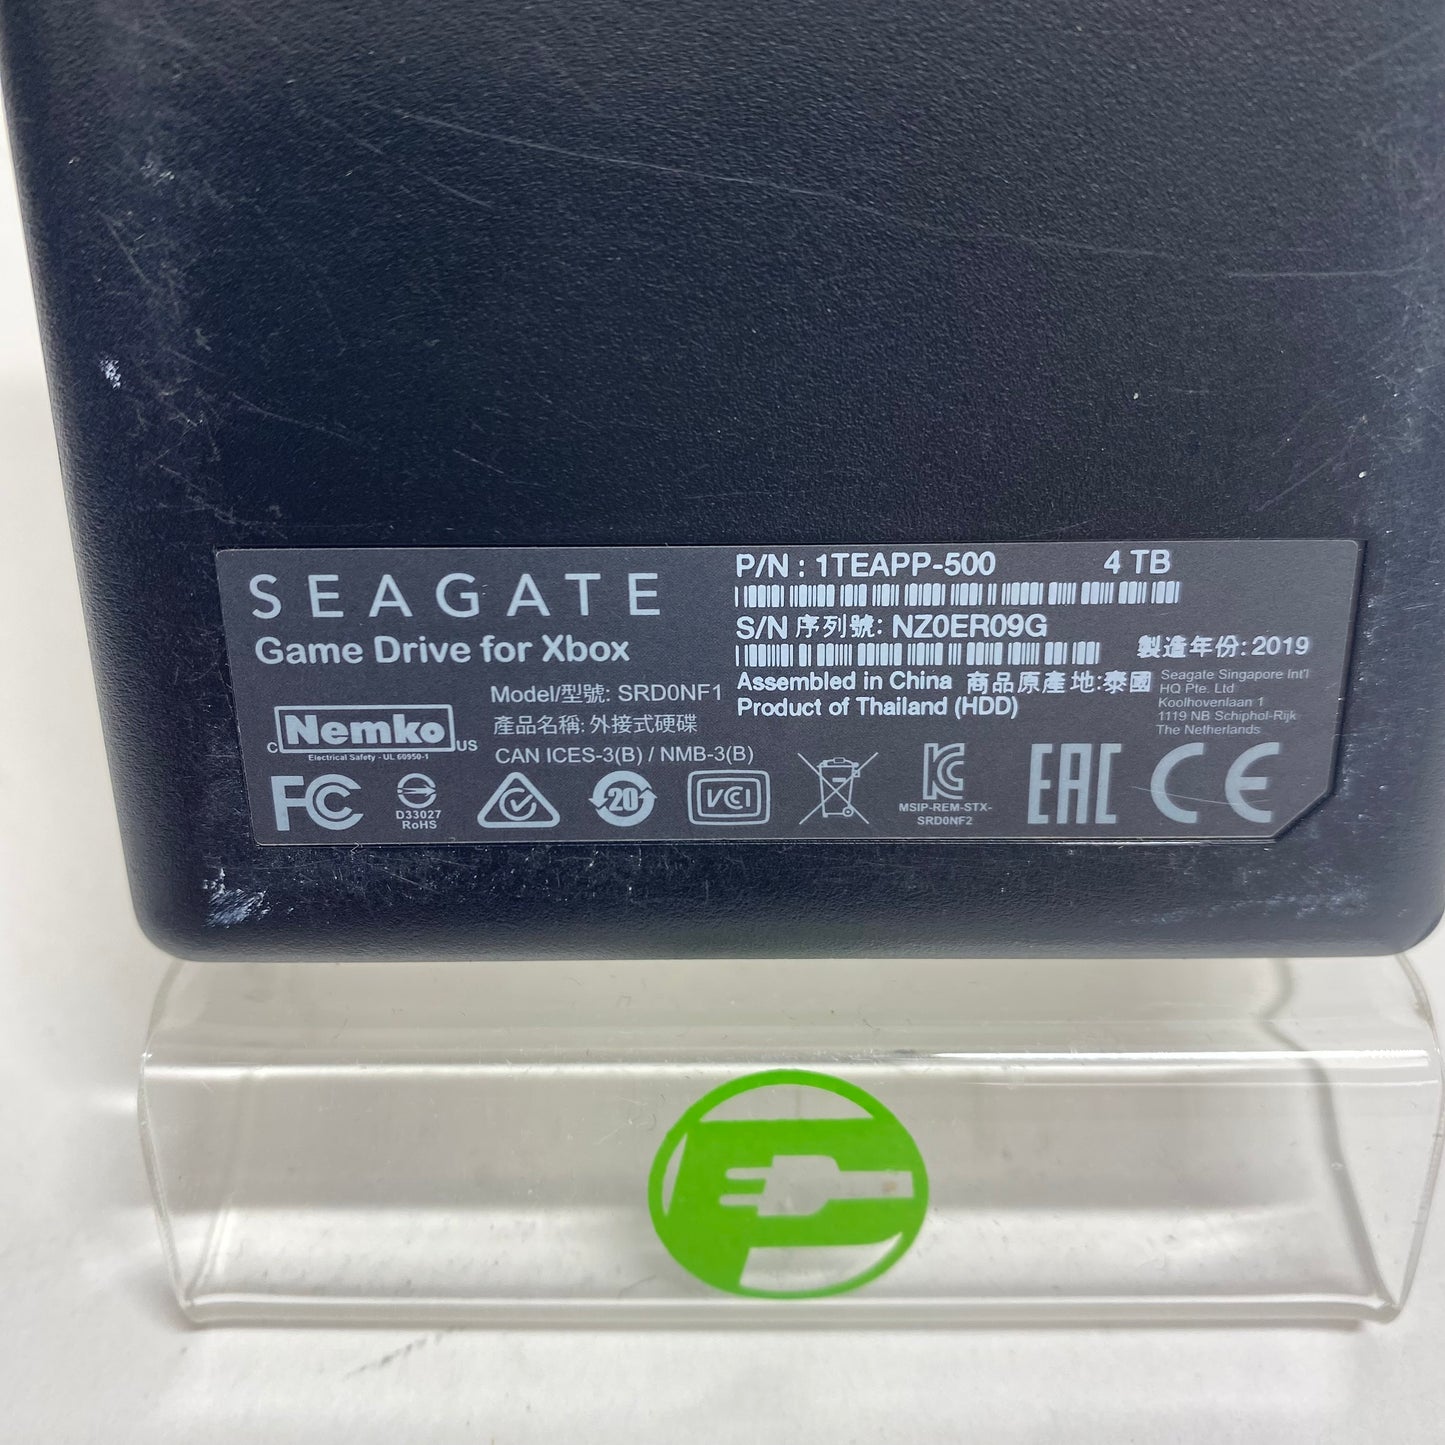 SEAGATE
Game Drive for Xbox
Model/型號: SRD0NF1
產品名稱: 外接式硬碟
CAN ICES-3(B) / NMB-3(B)
C Nemko US
Electrical Safety - UL 60950-1
P/N : 1TEAPP-500 4 TB
S/N 序列號: NZ0ER09G
製造年份: 2019
Assembled in China 商品原產地:泰國
Product of Thailand (HDD)
Seagate Singapore Int'l
HQ Pte. Ltd
Koolhovenlaan 1
1119 NB Schiphol-Rijk
The Netherlands
FC
D33027
RoHS
20
VCI
MSIP-REM-STX-
SRD0NF2
EAC
CE